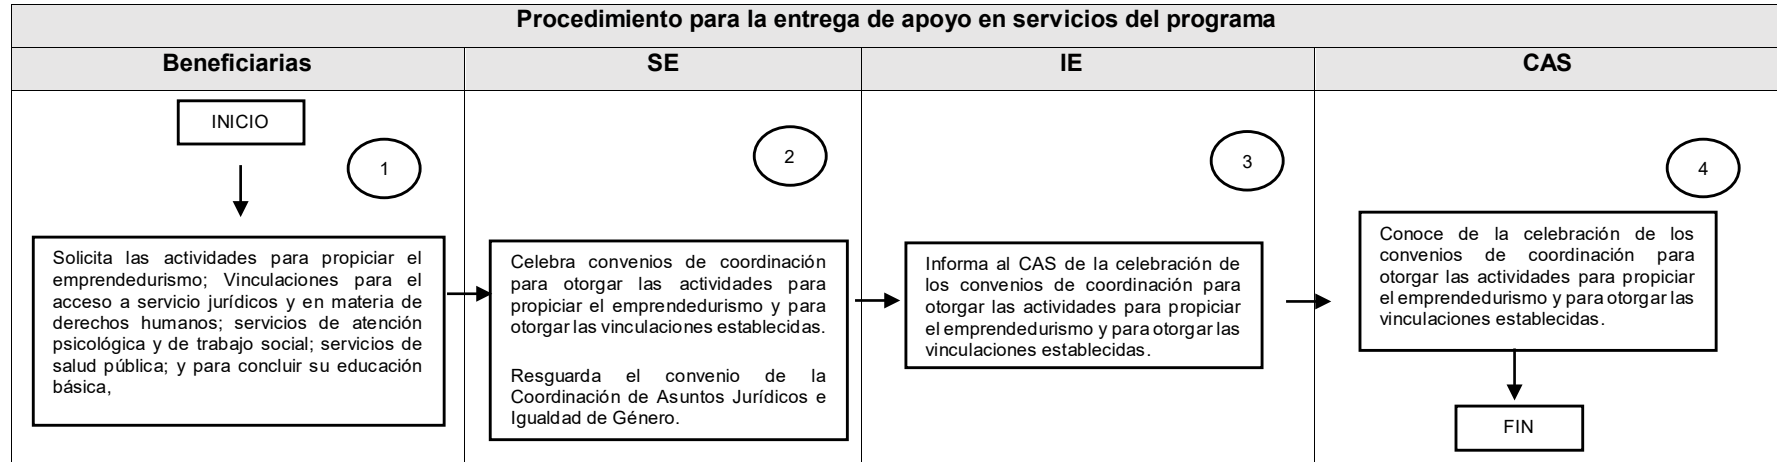 Procedimiento para la entrega de apoyo en servicios del programa
Beneficiarias
SE
IE
CAS
INICIO
1
Solicita las actividades para propiciar el
emprendedurismo; Vinculaciones para el
acceso a servicio jurídicos y en materia de
derechos humanos; servicios de atención
psicológica y de trabajo social; servicios de
salud pública; y para concluir su educación
básica,
2
Celebra convenios de coordinación
para otorgar las actividades para
propiciar el emprendedurismo y para
otorgar las vinculaciones establecidas.
Resguarda el convenio de la
Coordinación de Asuntos Jurídicos e
Igualdad de Género.
3
Informa al CAS de la celebración de
los convenios de coordinación para
otorgar las actividades para propiciar
el emprendedurismo y para otorgar las
vinculaciones establecidas.
4
Conoce de la celebración de los
convenios de coordinación para
otorgar las actividades para propiciar
el emprendedurismo y para otorgar las
vinculaciones establecidas.
FIN